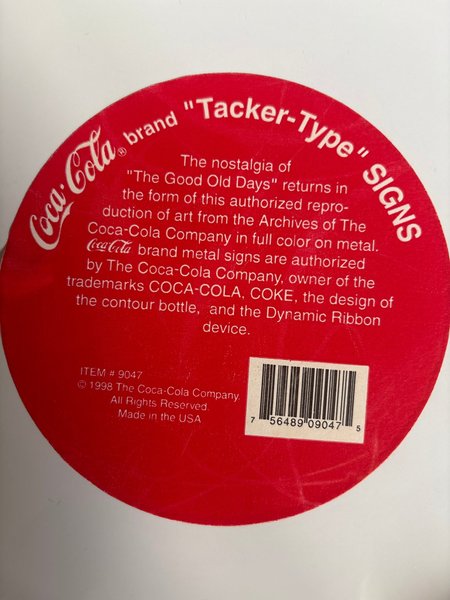 Coca-Cola® brand "Tacker-Type" SIGNS
The nostalgia of
"The Good Old Days" returns in
the form of this authorized repro-
duction of art from the Archives of The
Coca-Cola Company in full color on metal.
Coca-Cola brand metal signs are authorized
by The Coca-Cola Company, owner of the
trademarks COCA-COLA, COKE, the design of
the contour bottle, and the Dynamic Ribbon
device.
ITEM # 9047
© 1998 The Coca-Cola Company.
All Rights Reserved.
Made in the USA
7 56489 09047 5